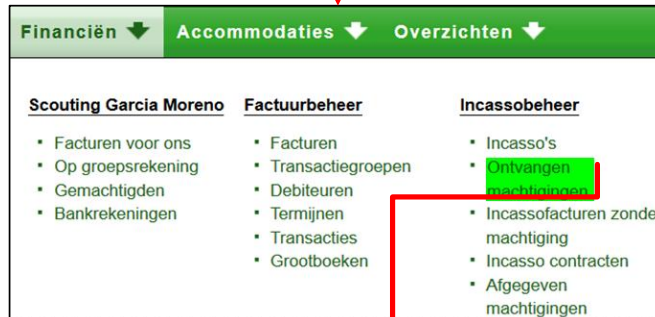 Financiën Accommodaties Overzichten
Scouting Garcia Moreno
Facturen voor ons
Op groepsrekening
Gemachtigden
Bankrekeningen
Factuurbeheer
Facturen
Transactiegroepen
Debiteuren
Termijnen
Transacties
Grootboeken
Incassobeheer
Incasso's
Ontvangen
machtigingen
Incassofacturen zonde
machtiging
Incasso contracten
Afgegeven
machtigingen